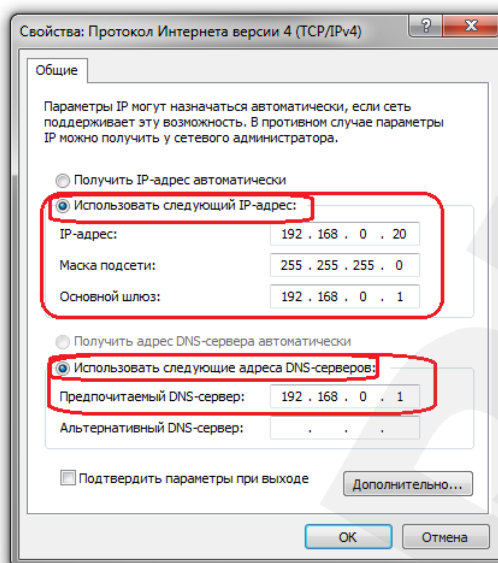 Свойства: Протокол Интернета версии 4 (TCP/IPv4)
Общие
Параметры IP могут назначаться автоматически, если сеть
поддерживает эту возможность. В противном случае параметры
IP можно получить у сетевого администратора.
Получить IP-адрес автоматически
Использовать следующий IP-адрес:
IP-адрес: 192 . 168 . 0 . 20
Маска подсети: 255 . 255 . 255 . 0
Основной шлюз: 192 . 168 . 0 . 1
Получить адрес DNS-сервера автоматически
Использовать следующие адреса DNS-серверов:
Предпочитаемый DNS-сервер: 192 . 168 . 0 . 1
Альтернативный DNS-сервер: . . .
Подтвердить параметры при выходе
Дополнительно...
OK Отмена